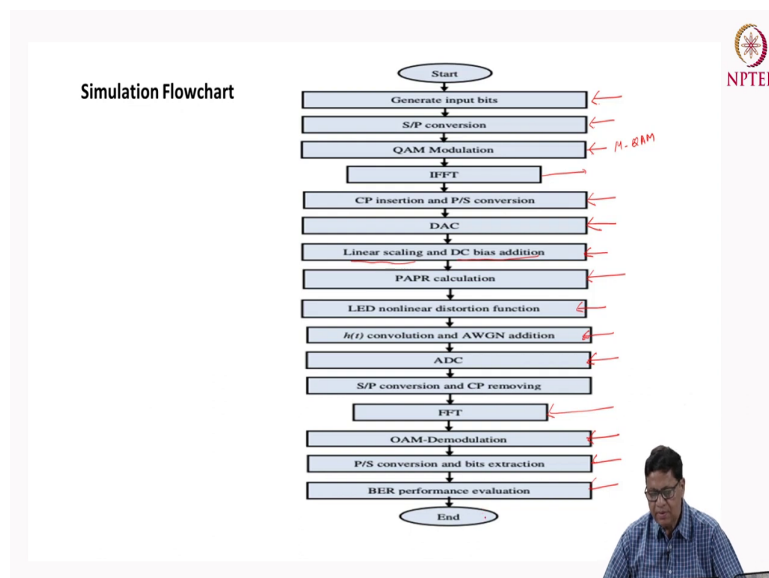 NPTEL
Simulation Flowchart
Start
Generate input bits
S/P conversion
QAM Modulation
M-QAM
IFFT
CP insertion and P/S conversion
DAC
Linear scaling and DC bias addition
PAPR calculation
LED nonlinear distortion function
h(t) convolution and AWGN addition
ADC
S/P conversion and CP removing
FFT
OAM-Demodulation
P/S conversion and bits extraction
BER performance evaluation
End